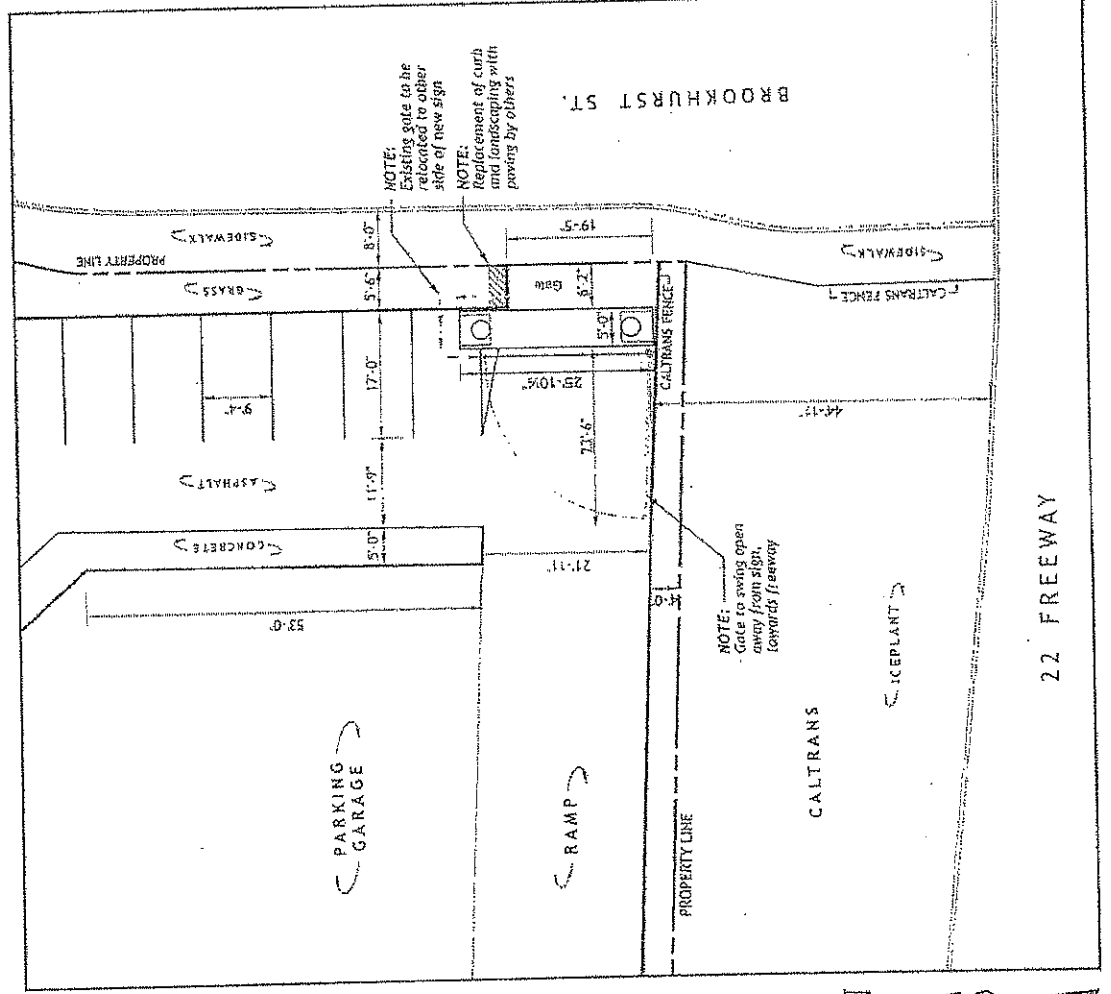 BROOKHURST ST.
NOTE:
Existing gate to be
relocated to other
side of new sign
NOTE:
Replacement of curb
and landscaping with
paving by others
SIDEWALK
PROPERTY LINE
GRASS
8'-0"
5'-6"
19'-5"
Gate
6'-2"
5'-0"
CALTRANS FENCE
SIDEWALK
CALTRANS FENCE
17'-0"
9'-4"
25'-10½"
23'-6"
44'-11"
ASPHALT
11'-9"
CONCRETE
5'-0"
21'-11"
4'-0"
53'-0"
NOTE:
- Gate to swing open
away from sign,
towards freeway
PARKING
GARAGE
RAMP
PROPERTY LINE
CALTRANS
ICEPLANT
22 FREEWAY